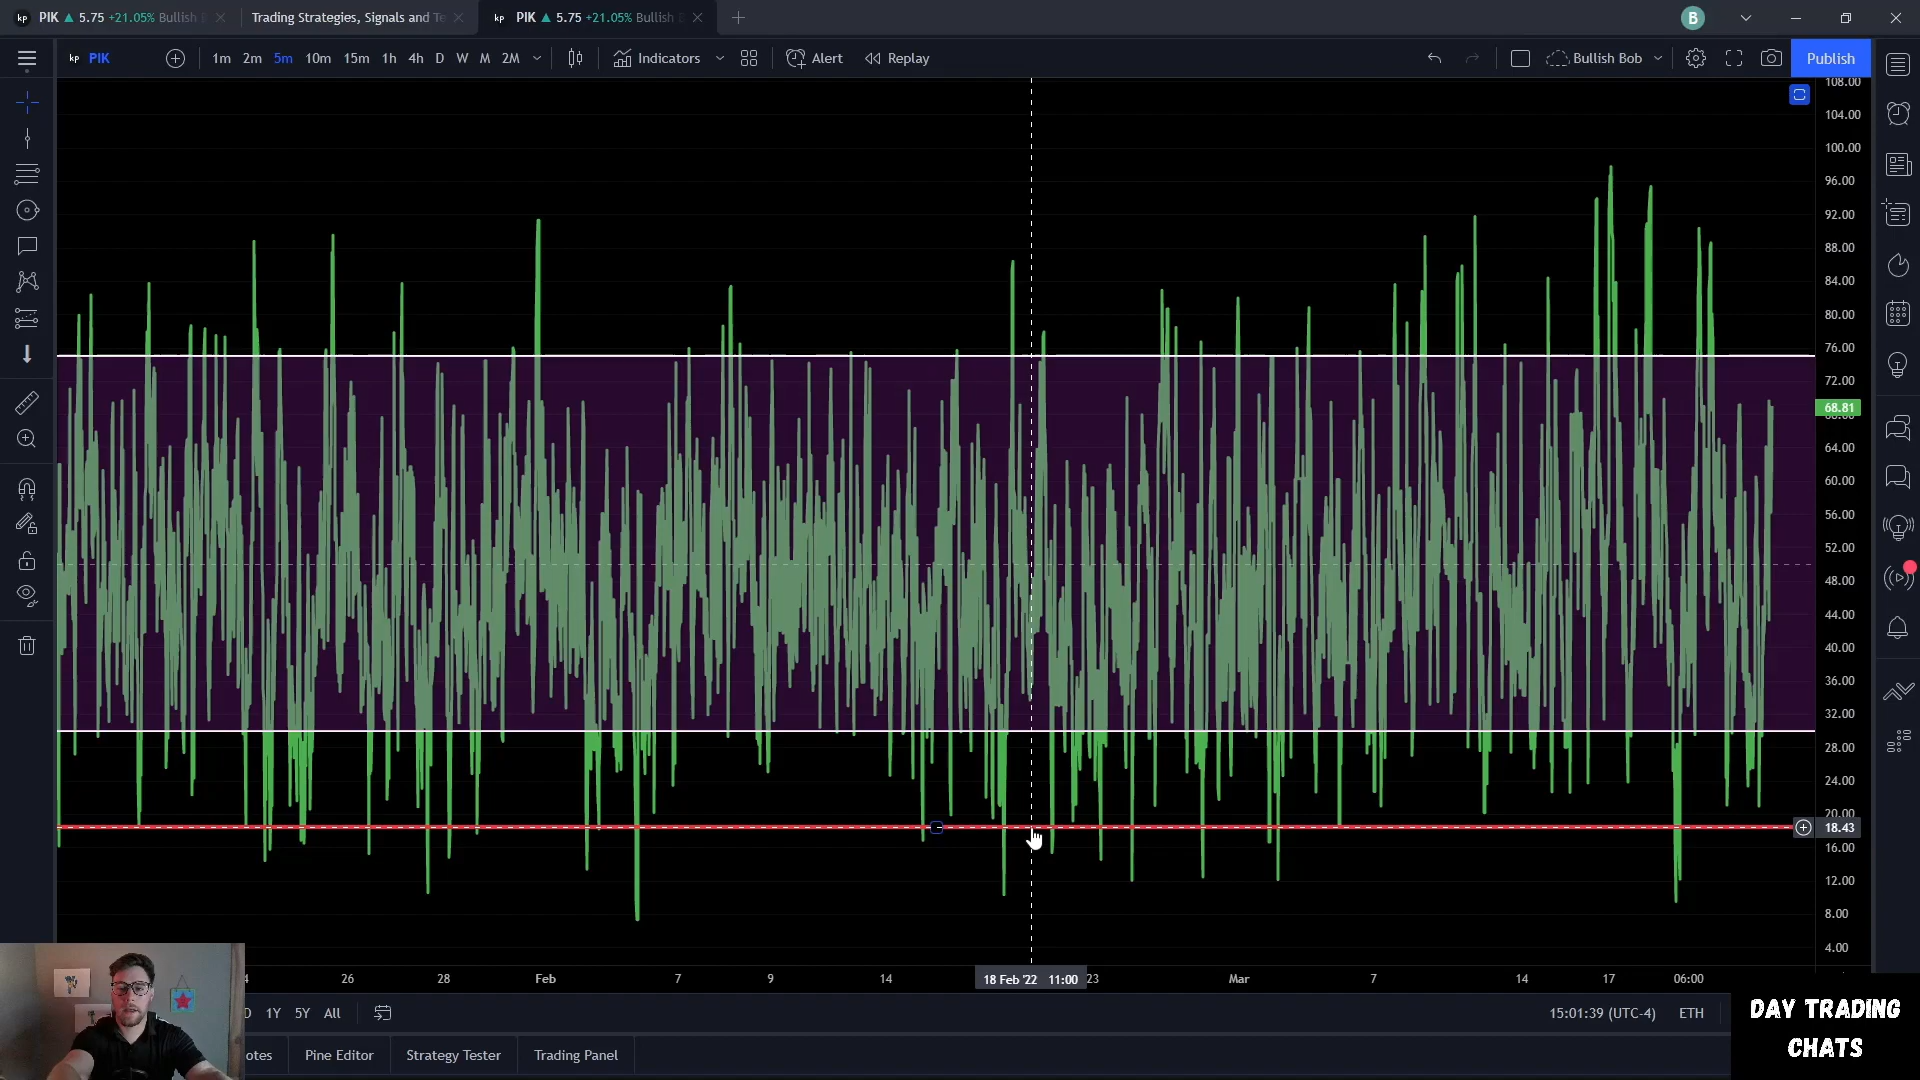 kp PIK ▲ 5.75 +21.05% Bullish
Trading Strategies, Signals and Te
kp PIK ▲ 5.75 +21.05% Bullish
B
kp PIK
1m 2m 5m 10m 15m 1h 4h D W M 2M
Indicators
Alert
Replay
Bullish Bob
Publish
108.00
104.00
100.00
96.00
92.00
88.00
84.00
80.00
76.00
72.00
68.81
64.00
60.00
56.00
52.00
48.00
44.00
40.00
36.00
32.00
28.00
24.00
20.00
18.43
16.00
12.00
8.00
4.00
4 26 28 Feb 7 9 14 18 Feb '22 11:00 23 Mar 7 14 17 06:00
D 1Y 5Y All
15:01:39 (UTC-4) ETH
otes Pine Editor Strategy Tester Trading Panel
DAY TRADING
CHATS